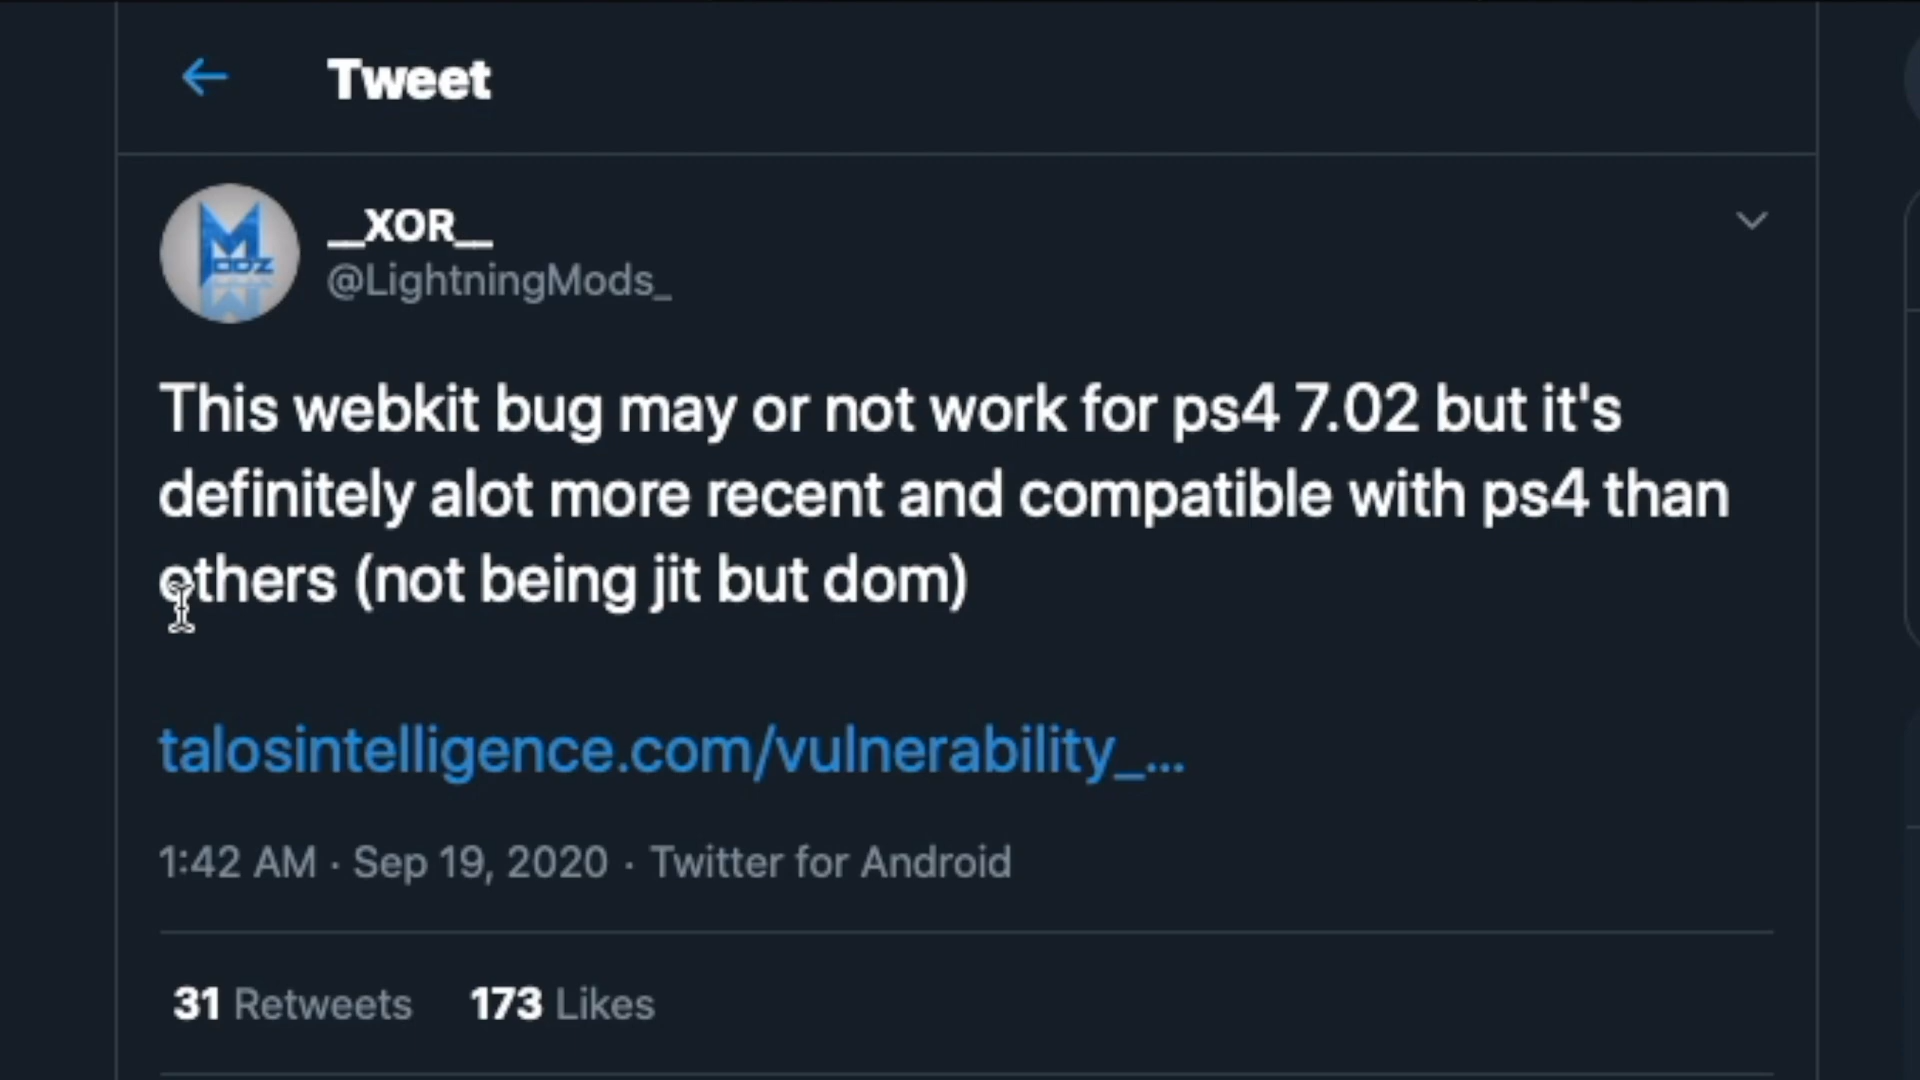 Tweet
__XOR__
@LightningMods_
This webkit bug may or not work for ps4 7.02 but it's
definitely alot more recent and compatible with ps4 than
others (not being jit but dom)
talosintelligence.com/vulnerability_...
1:42 AM · Sep 19, 2020 · Twitter for Android
31 Retweets 173 Likes